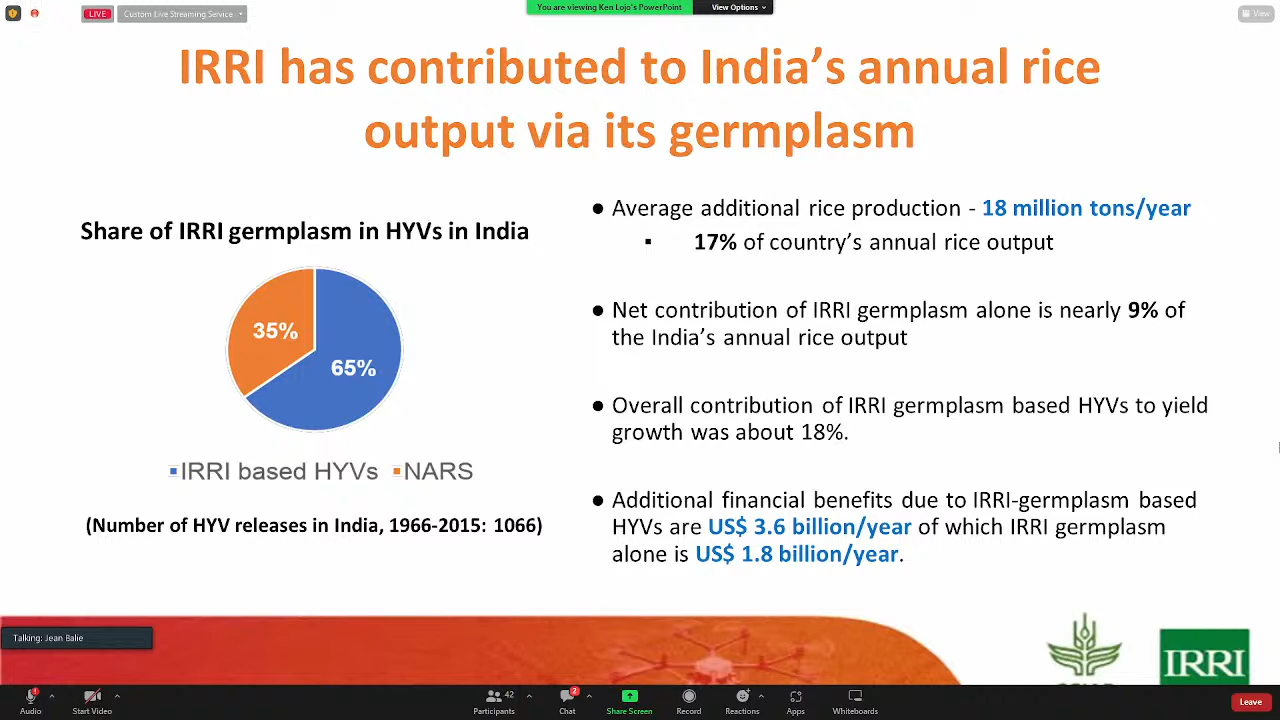 LIVE
Custom Live Streaming Service
You are viewing Ken Lojo's PowerPoint
View Options
View
IRRI has contributed to India's annual rice
output via its germplasm
Share of IRRI germplasm in HYVs in India
35%
65%
IRRI based HYVs NARS
(Number of HYV releases in India, 1966-2015: 1066)
● Average additional rice production - 18 million tons/year
▪ 17% of country's annual rice output
● Net contribution of IRRI germplasm alone is nearly 9% of
the India's annual rice output
● Overall contribution of IRRI germplasm based HYVs to yield
growth was about 18%.
● Additional financial benefits due to IRRI-germplasm based
HYVs are US$ 3.6 billion/year of which IRRI germplasm
alone is US$ 1.8 billion/year.
Talking: Jean Balie
IRRI
Audio
Start Video
42
Participants
2
Chat
Share Screen
Record
Reactions
Apps
Whiteboards
Leave